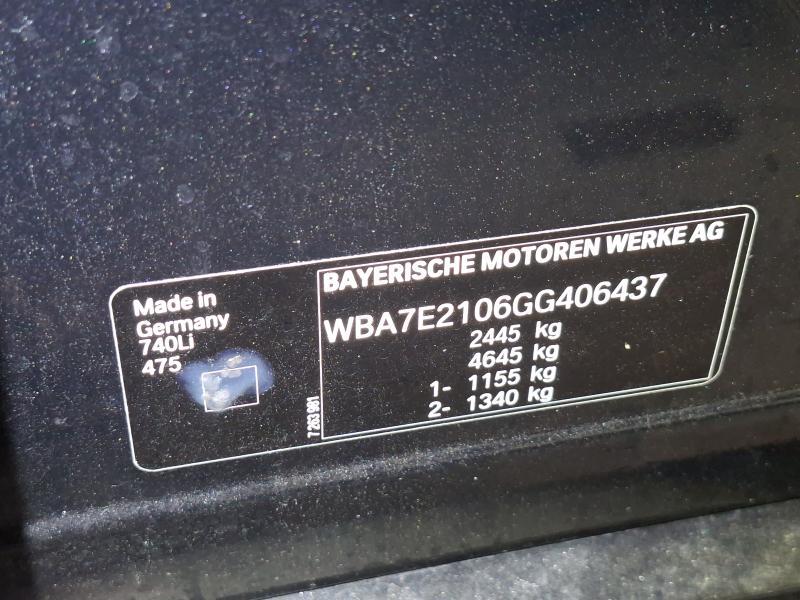 Made in
Germany
740Li
475
7 263 981
BAYERISCHE MOTOREN WERKE AG
WBA7E2106GG406437
2445 kg
4645 kg
1- 1155 kg
2- 1340 kg